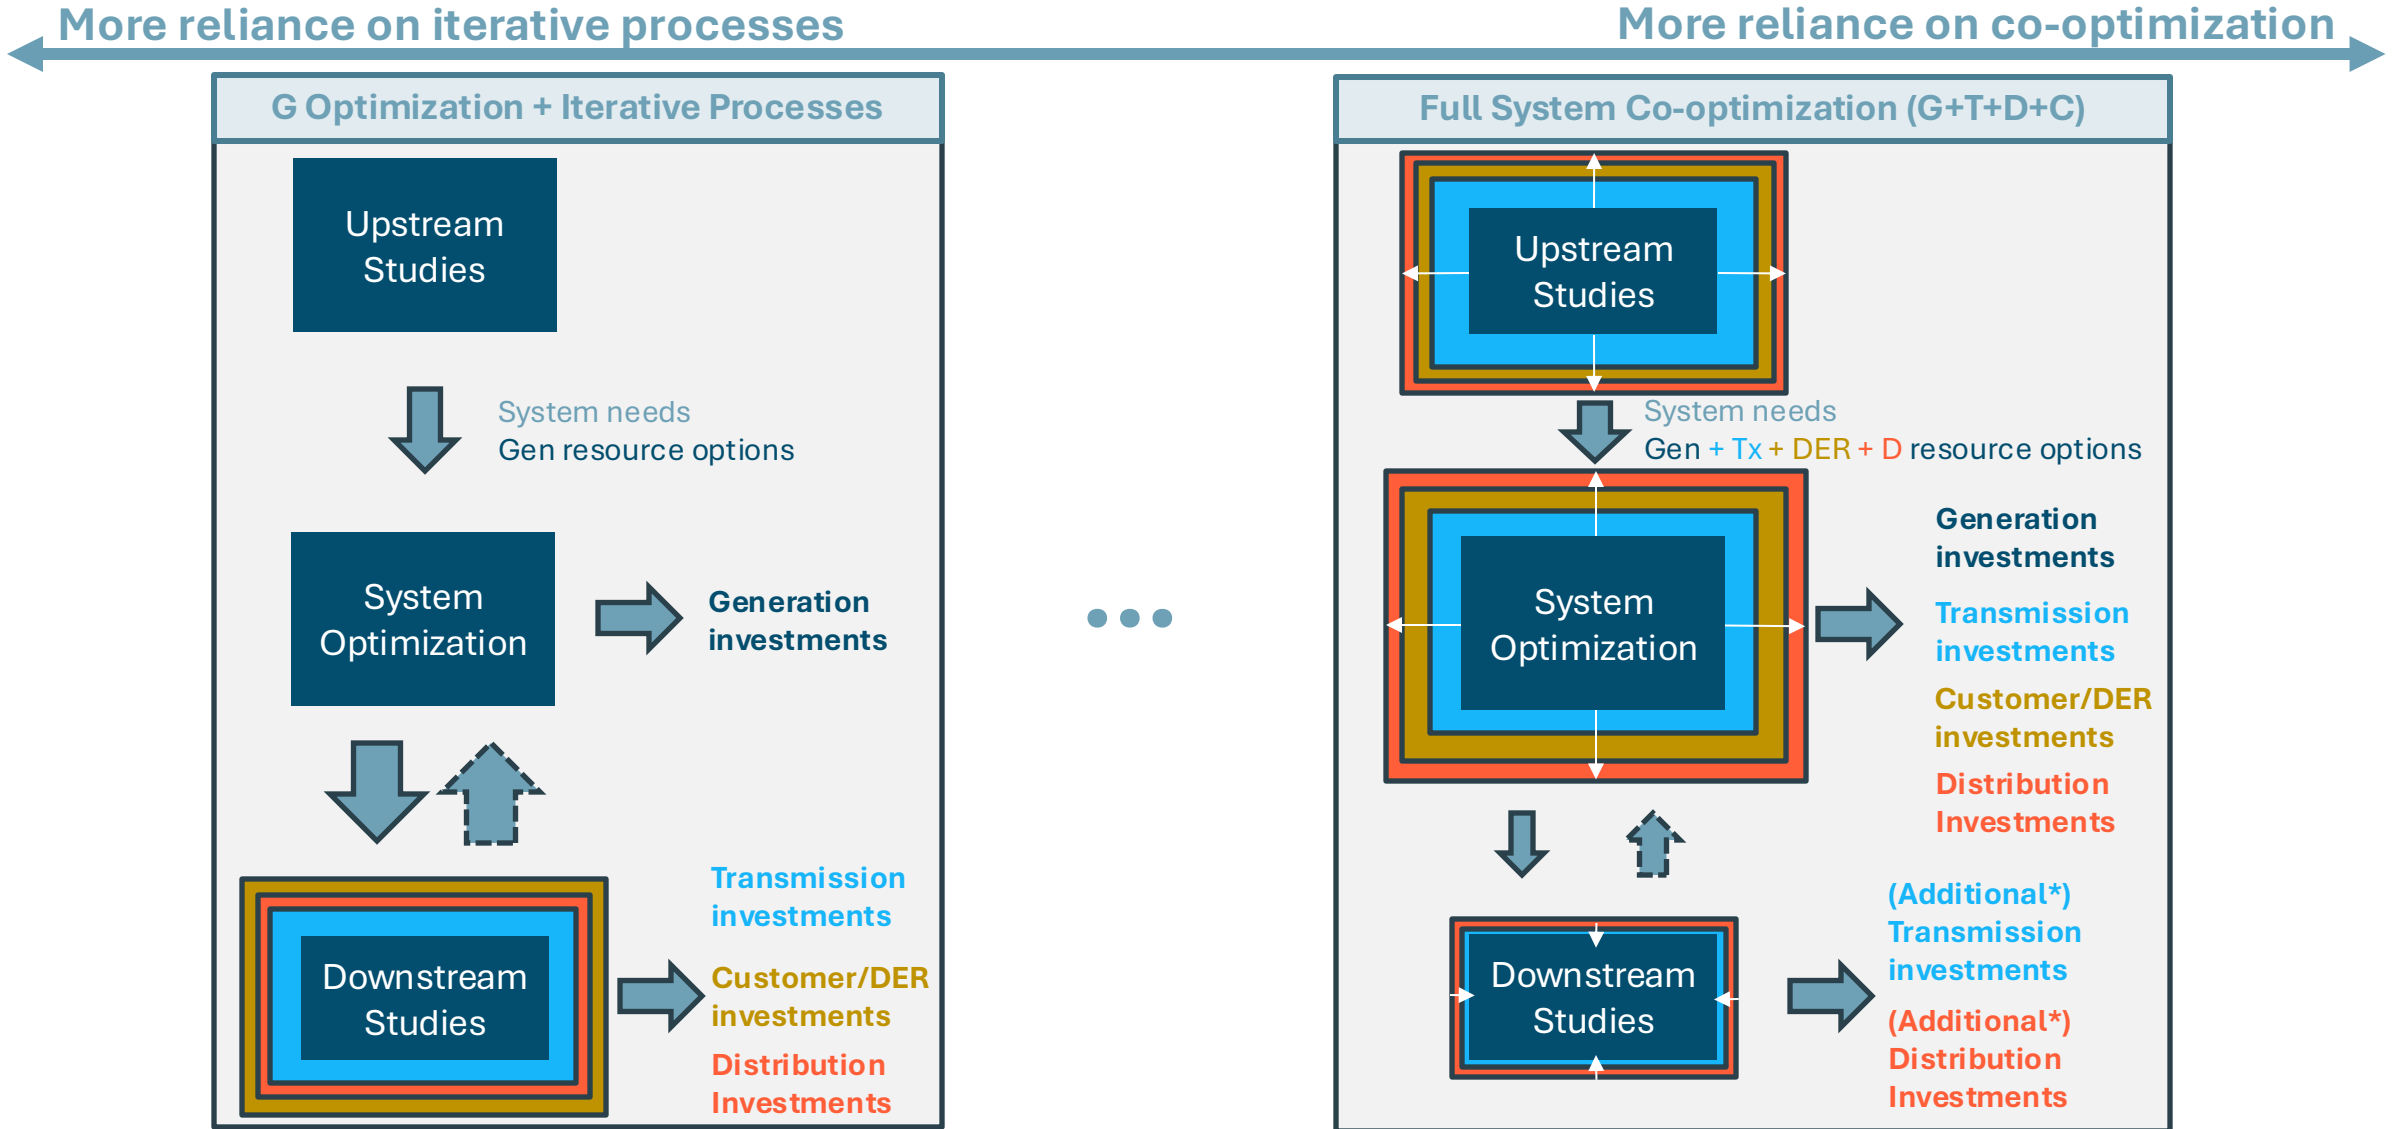 More reliance on iterative processes
More reliance on co-optimization
G Optimization + Iterative Processes
Upstream
Studies
System needs
Gen resource options
System
Optimization
Generation
investments
Downstream
Studies
Transmission
investments
Customer/DER
investments
Distribution
Investments
Full System Co-optimization (G+T+D+C)
Upstream
Studies
System needs
Gen + Tx + DER + D resource options
System
Optimization
Generation
investments
Transmission
investments
Customer/DER
investments
Distribution
Investments
Downstream
Studies
(Additional*)
Transmission
investments
(Additional*)
Distribution
Investments